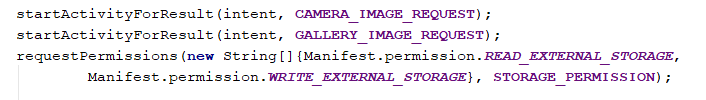 startActivityForResult(intent, CAMERA_IMAGE_REQUEST);
startActivityForResult(intent, GALLERY_IMAGE_REQUEST);
requestPermissions(new String[]{Manifest.permission.READ_EXTERNAL_STORAGE,
Manifest.permission.WRITE_EXTERNAL_STORAGE}, STORAGE_PERMISSION);